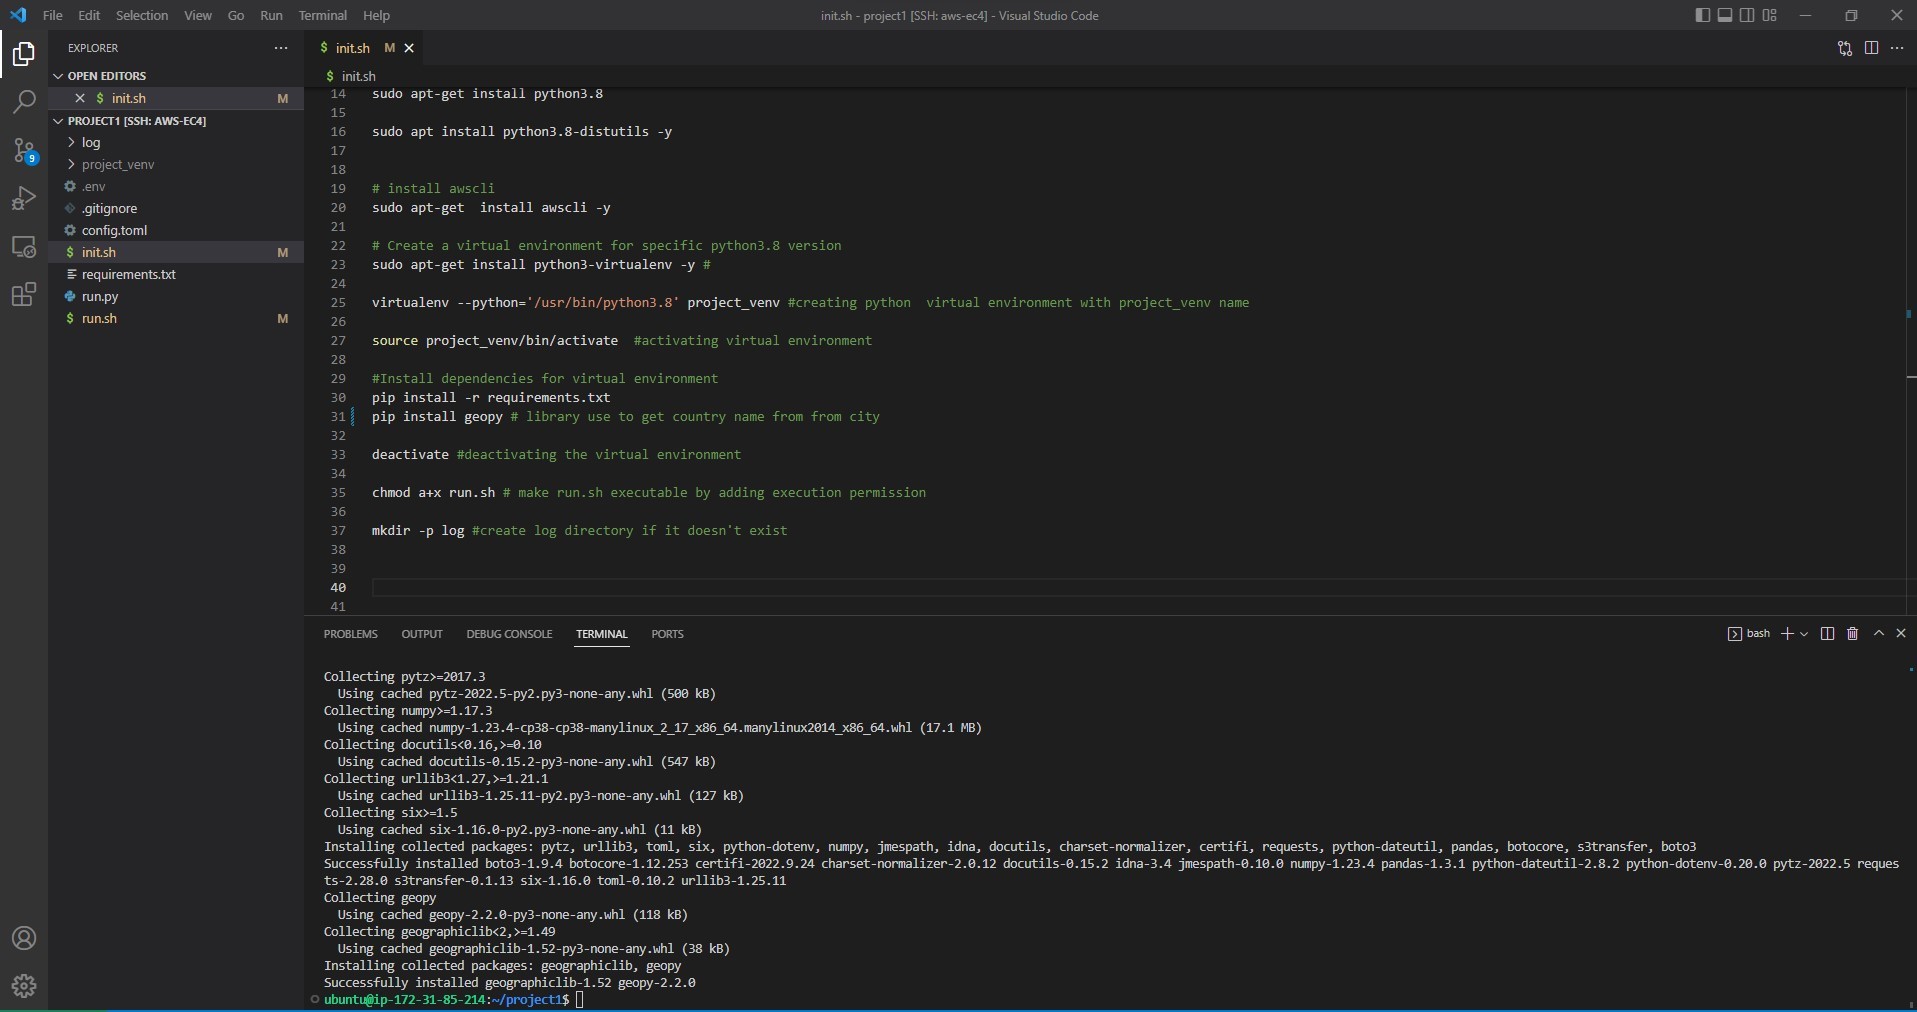 File Edit Selection View Go Run Terminal Help
init.sh - project1 [SSH: aws-ec4] - Visual Studio Code
EXPLORER
OPEN EDITORS
$ init.sh M
PROJECT1 [SSH: AWS-EC4]
log
project_venv
.env
.gitignore
config.toml
$ init.sh M
requirements.txt
run.py
$ run.sh M
9
$ init.sh M
$ init.sh
14 sudo apt-get install python3.8
15
16 sudo apt install python3.8-distutils -y
17
18
19 # install awscli
20 sudo apt-get  install awscli -y
21
22 # Create a virtual environment for specific python3.8 version
23 sudo apt-get install python3-virtualenv -y #
24
25 virtualenv --python='/usr/bin/python3.8' project_venv #creating python  virtual environment with project_venv name
26
27 source project_venv/bin/activate  #activating virtual environment
28
29 #Install dependencies for virtual environment
30 pip install -r requirements.txt
31 pip install geopy # library use to get country name from from city
32
33 deactivate #deactivating the virtual environment
34
35 chmod a+x run.sh # make run.sh executable by adding execution permission
36
37 mkdir -p log #create log directory if it doesn't exist
38
39
40
41
PROBLEMS OUTPUT DEBUG CONSOLE TERMINAL PORTS
bash
Collecting pytz>=2017.3
  Using cached pytz-2022.5-py2.py3-none-any.whl (500 kB)
Collecting numpy>=1.17.3
  Using cached numpy-1.23.4-cp38-cp38-manylinux_2_17_x86_64.manylinux2014_x86_64.whl (17.1 MB)
Collecting docutils<0.16,>=0.10
  Using cached docutils-0.15.2-py3-none-any.whl (547 kB)
Collecting urllib3<1.27,>=1.21.1
  Using cached urllib3-1.25.11-py2.py3-none-any.whl (127 kB)
Collecting six>=1.5
  Using cached six-1.16.0-py2.py3-none-any.whl (11 kB)
Installing collected packages: pytz, urllib3, toml, six, python-dotenv, numpy, jmespath, idna, docutils, charset-normalizer, certifi, requests, python-dateutil, pandas, botocore, s3transfer, boto3
Successfully installed boto3-1.9.4 botocore-1.12.253 certifi-2022.9.24 charset-normalizer-2.0.12 docutils-0.15.2 idna-3.4 jmespath-0.10.0 numpy-1.23.4 pandas-1.3.1 python-dateutil-2.8.2 python-dotenv-0.20.0 pytz-2022.5 reques
ts-2.28.0 s3transfer-0.1.13 six-1.16.0 toml-0.10.2 urllib3-1.25.11
Collecting geopy
  Using cached geopy-2.2.0-py3-none-any.whl (118 kB)
Collecting geographiclib<2,>=1.49
  Using cached geographiclib-1.52-py3-none-any.whl (38 kB)
Installing collected packages: geographiclib, geopy
Successfully installed geographiclib-1.52 geopy-2.2.0
ubuntu@ip-172-31-85-214:~/project1$